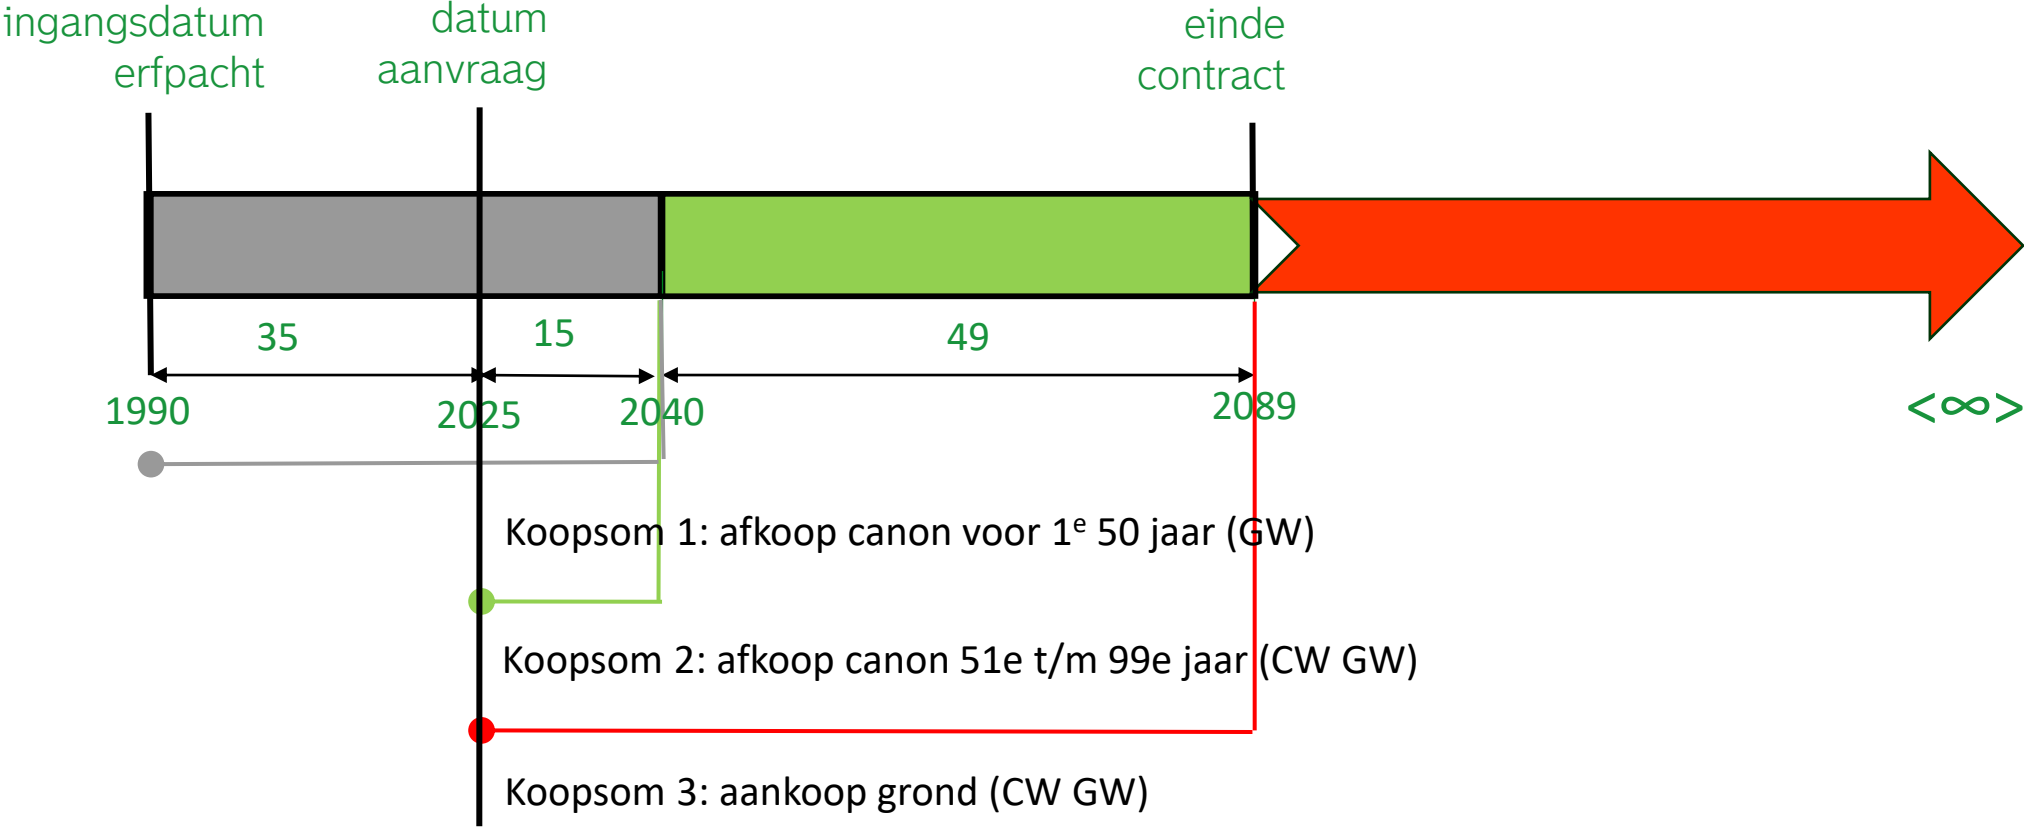 ingangsdatum
erfpacht
datum
aanvraag
einde
contract
35
15
49
1990
2025
2040
2089
<∞>
Koopsom 1: afkoop canon voor 1e 50 jaar (GW)
Koopsom 2: afkoop canon 51e t/m 99e jaar (CW GW)
Koopsom 3: aankoop grond (CW GW)